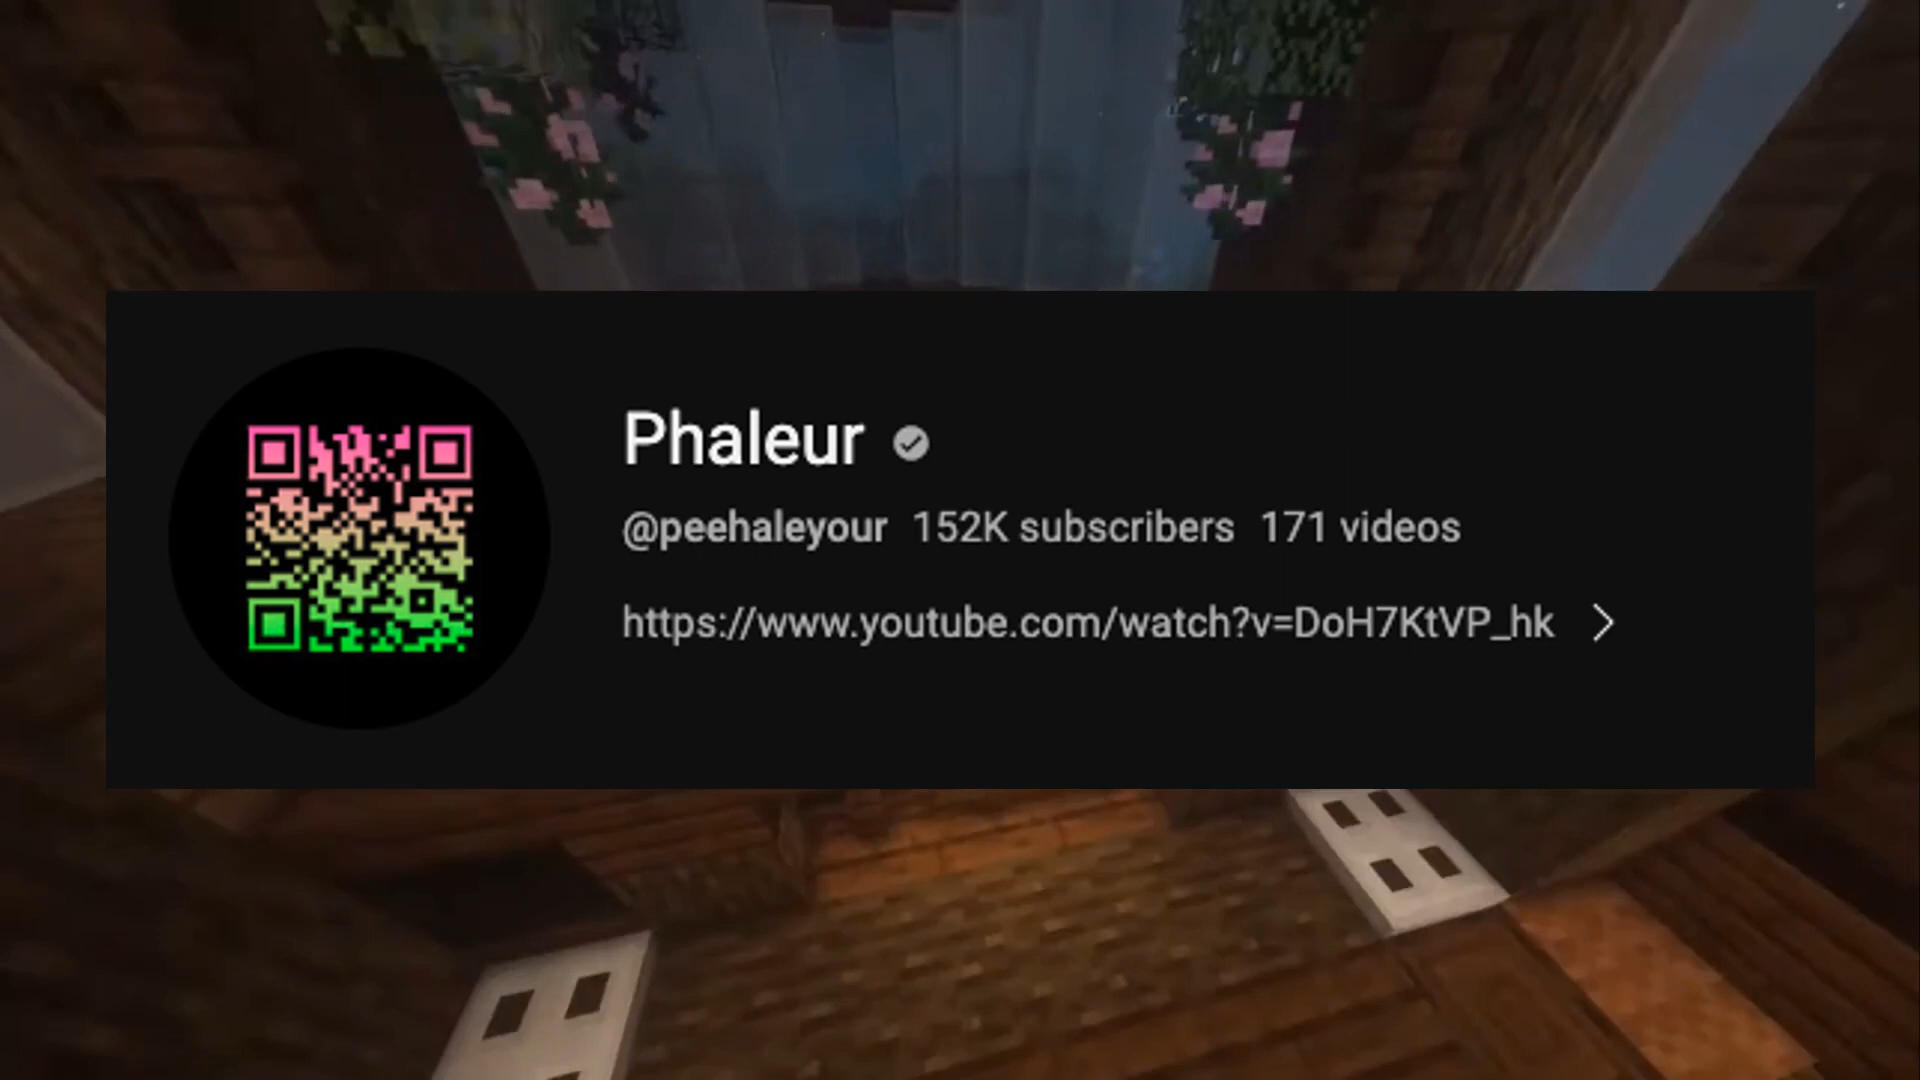 Phaleur
@peehaleyour 152K subscribers 171 videos
https://www.youtube.com/watch?v=DoH7KtVP_hk